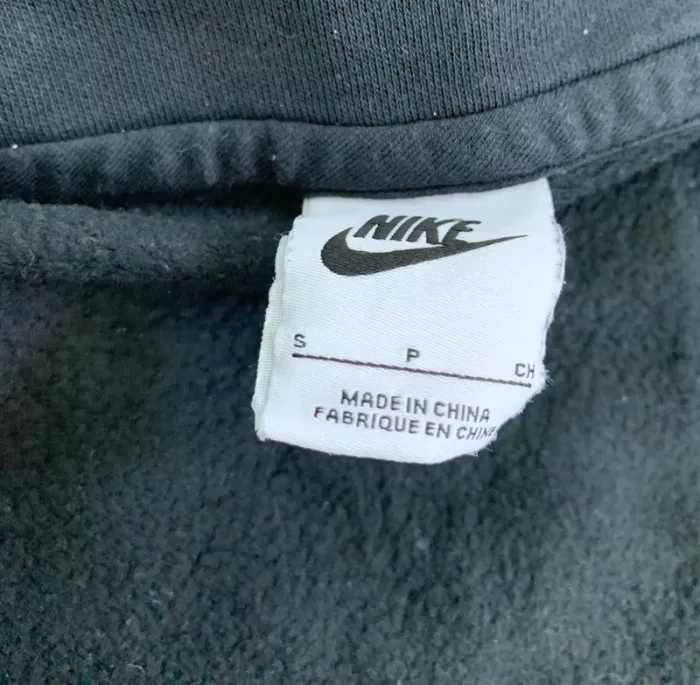 NIKE
S P CH
MADE IN CHINA
FABRIQUE EN CHINE